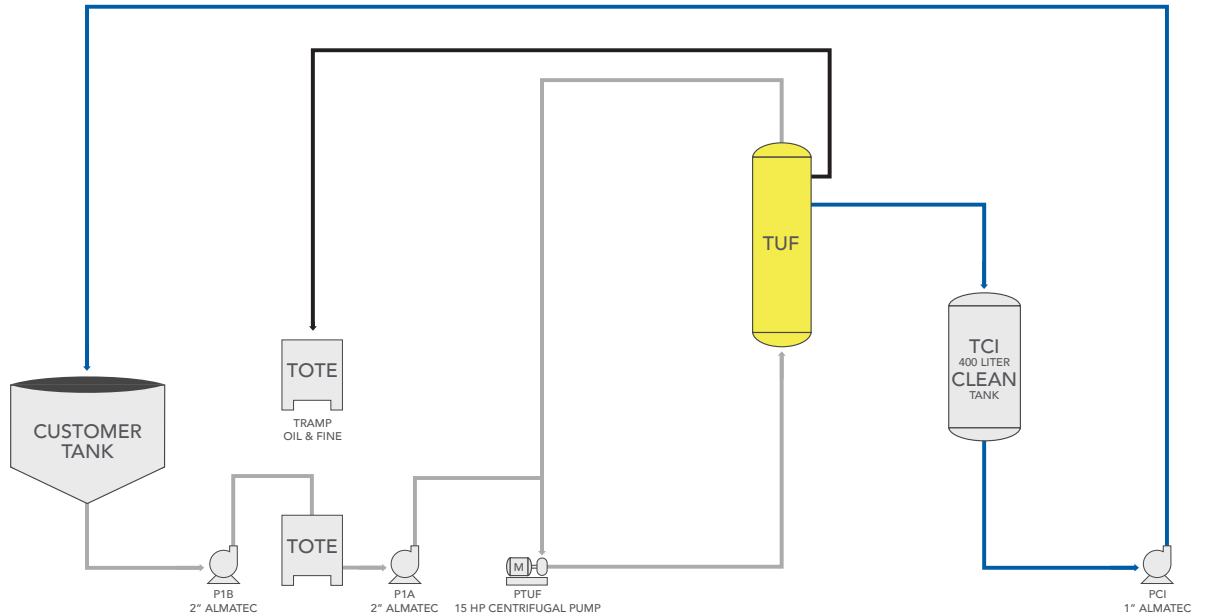 TUF
TCI
400 LITER
CLEAN
TANK
TOTE
TRAMP
OIL & FINE
CUSTOMER
TANK
TOTE
M
P1B
2” ALMATEC
P1A
2” ALMATEC
PTUF
15 HP CENTRIFUGAL PUMP
PCI
1” ALMATEC